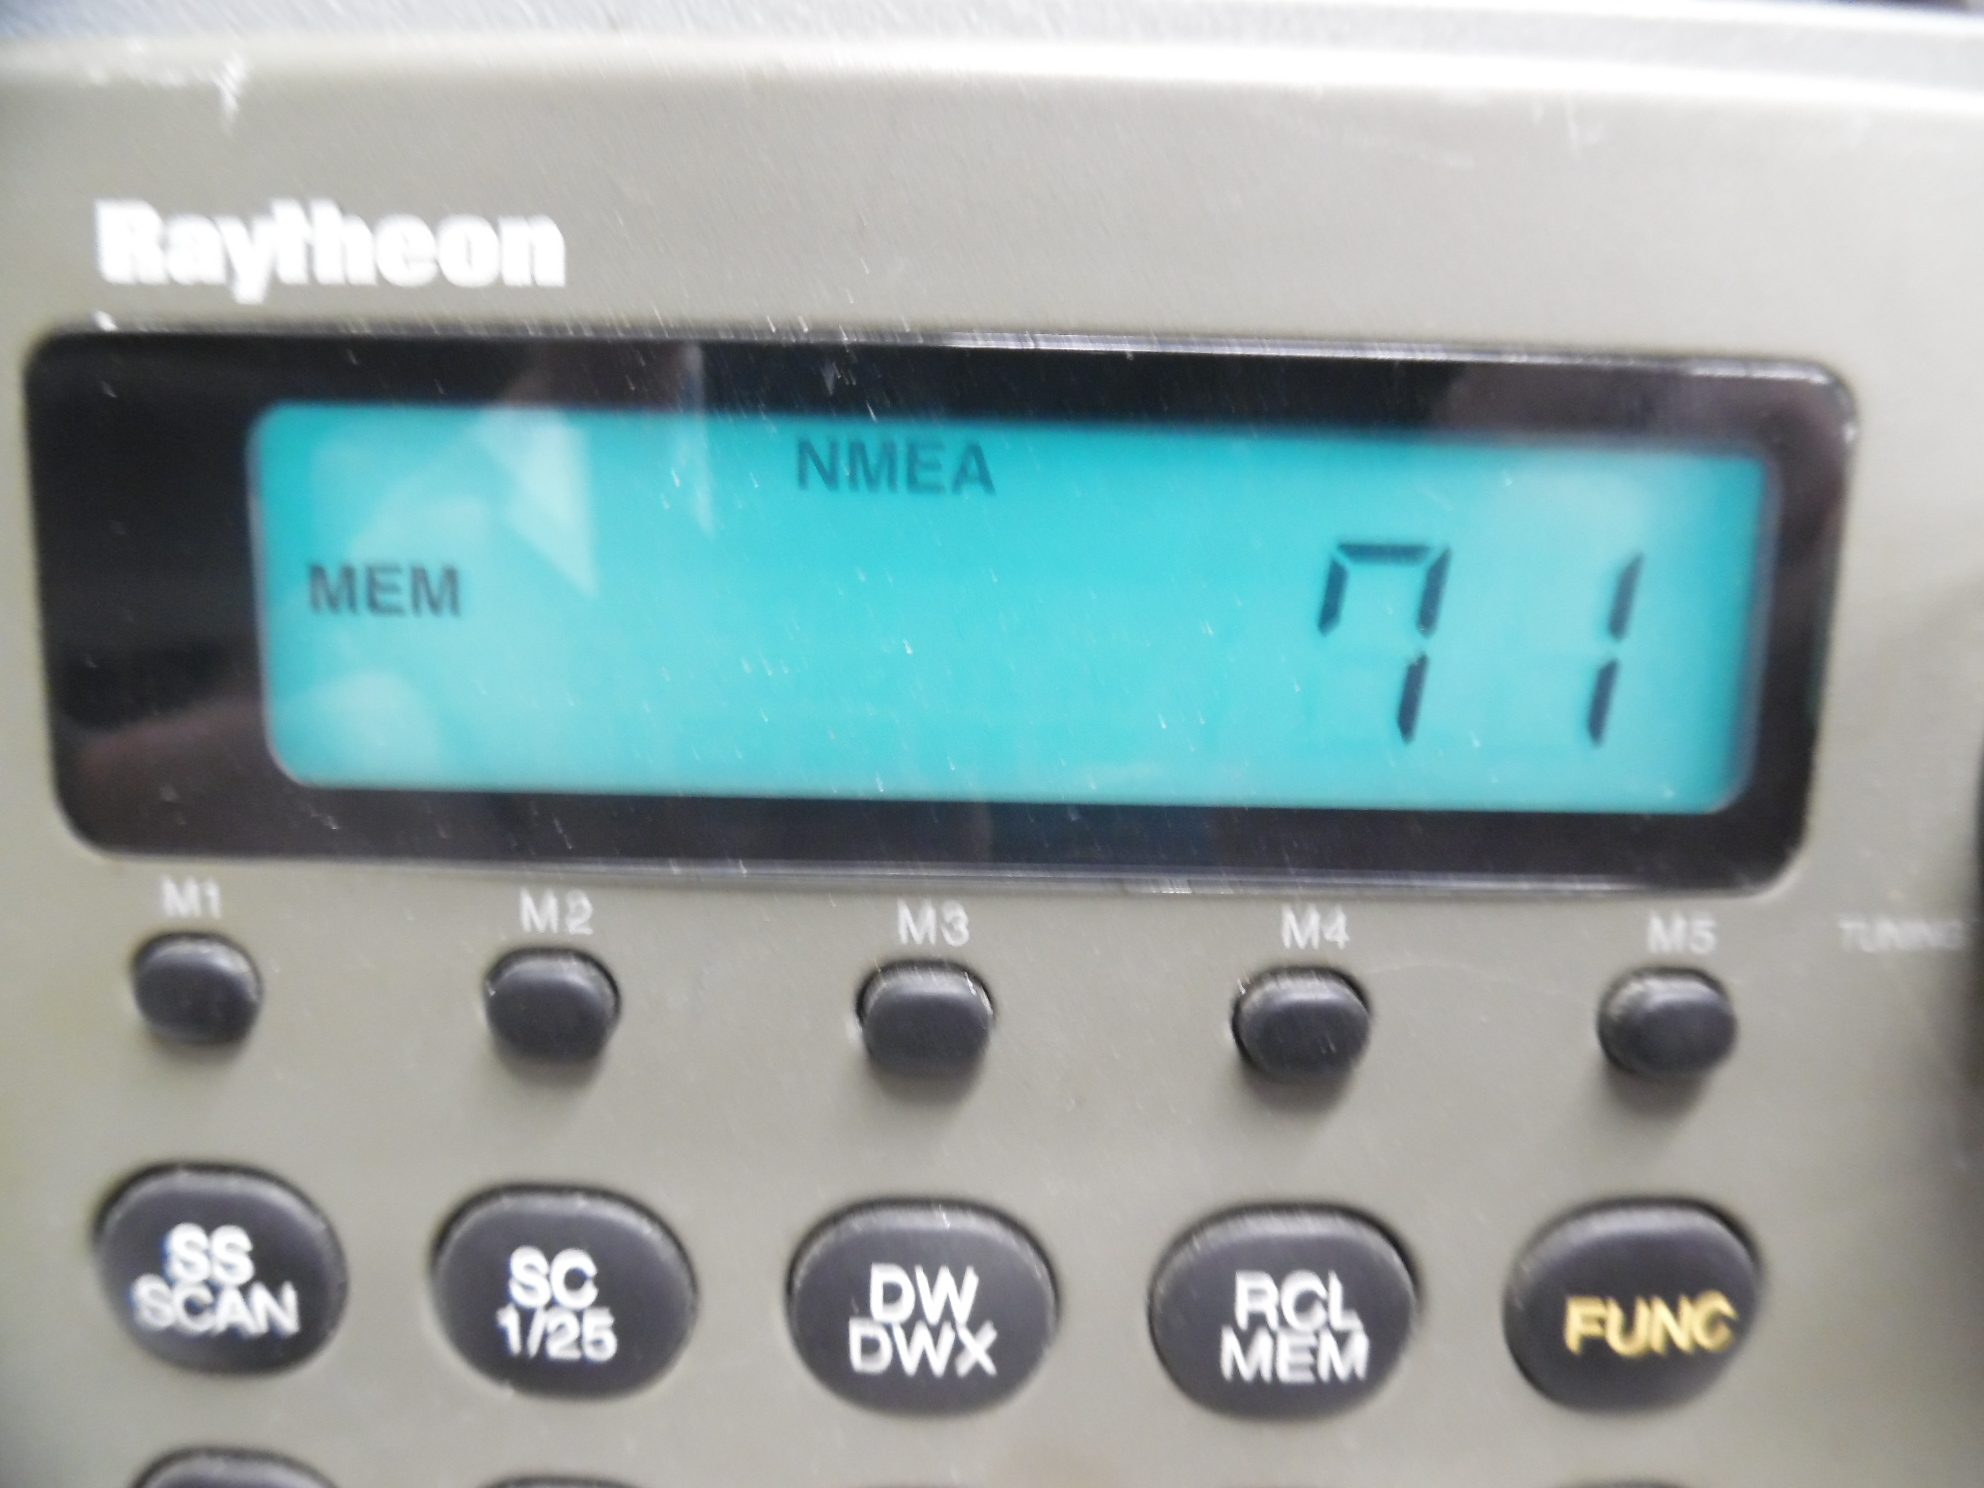 Raytheon
NMEA
MEM
71
M1 M2 M3 M4 M5 TUNING
SS
SCAN
SC
1/25
DW
DWX
RCL
MEM
FUNC